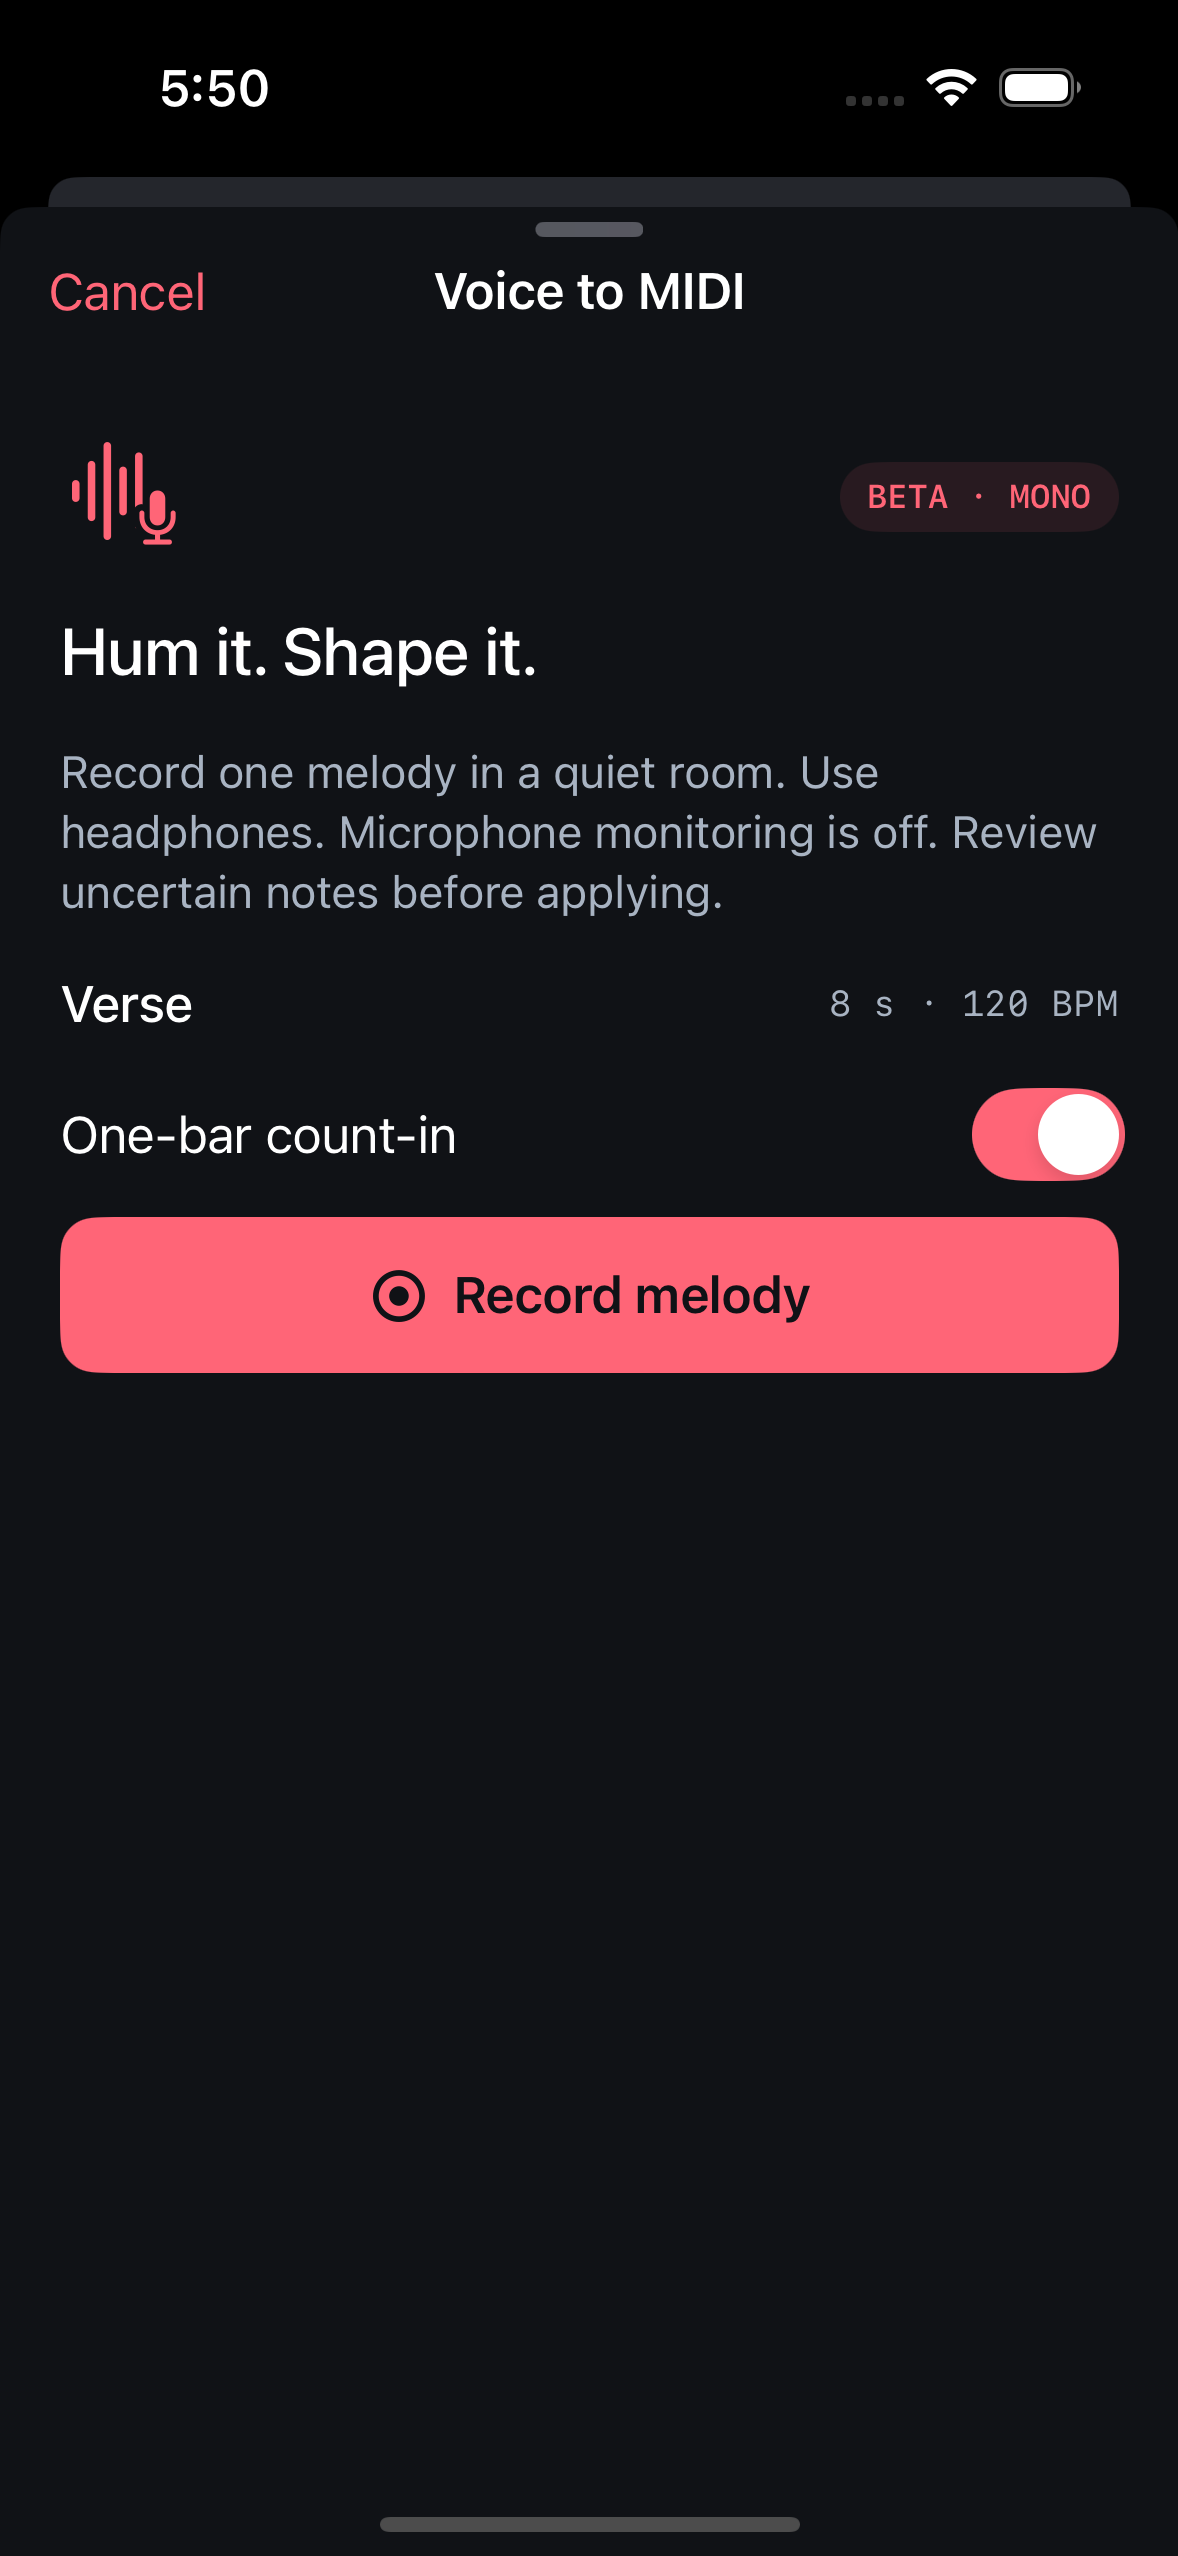 5:50
Cancel
Voice to MIDI
BETA · MONO
Hum it. Shape it.
Record one melody in a quiet room. Use
headphones. Microphone monitoring is off. Review
uncertain notes before applying.
Verse
8 s · 120 BPM
One-bar count-in
Record melody